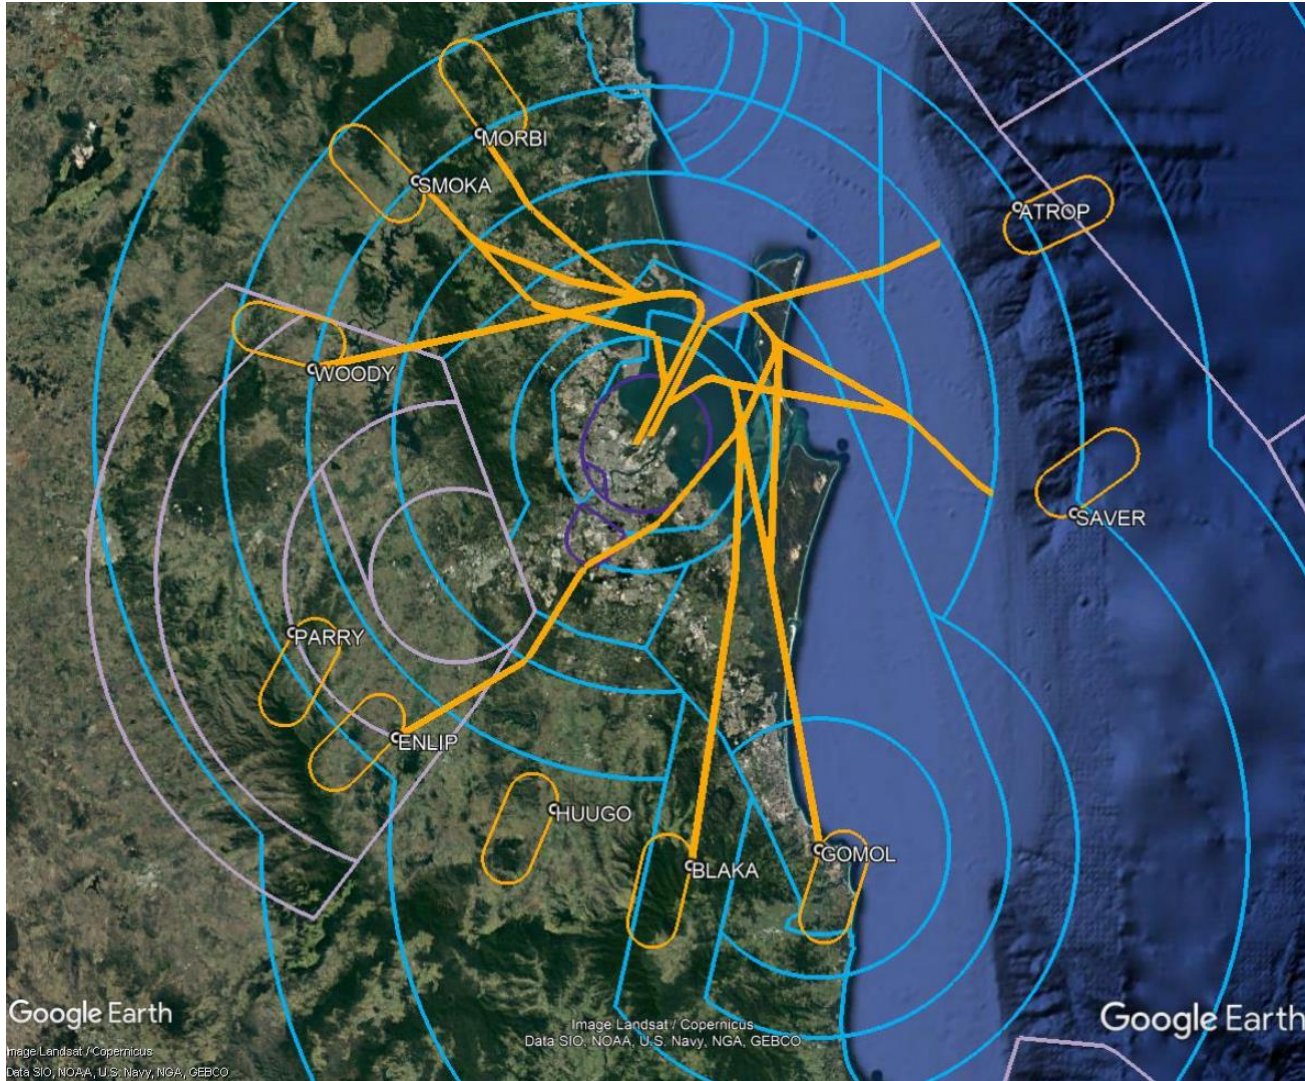 MORBI
SMOKA
ATROP
WOODY
SAVER
PARRY
ENLIP
HUUGO
BLAKA
GOMOL
Google Earth
Google Earth
Image Landsat / Copernicus
Data SIO, NOAA, U.S. Navy, NGA, GEBCO
Image Landsat / Copernicus
Data SIO, NOAA, U.S. Navy, NGA, GEBCO